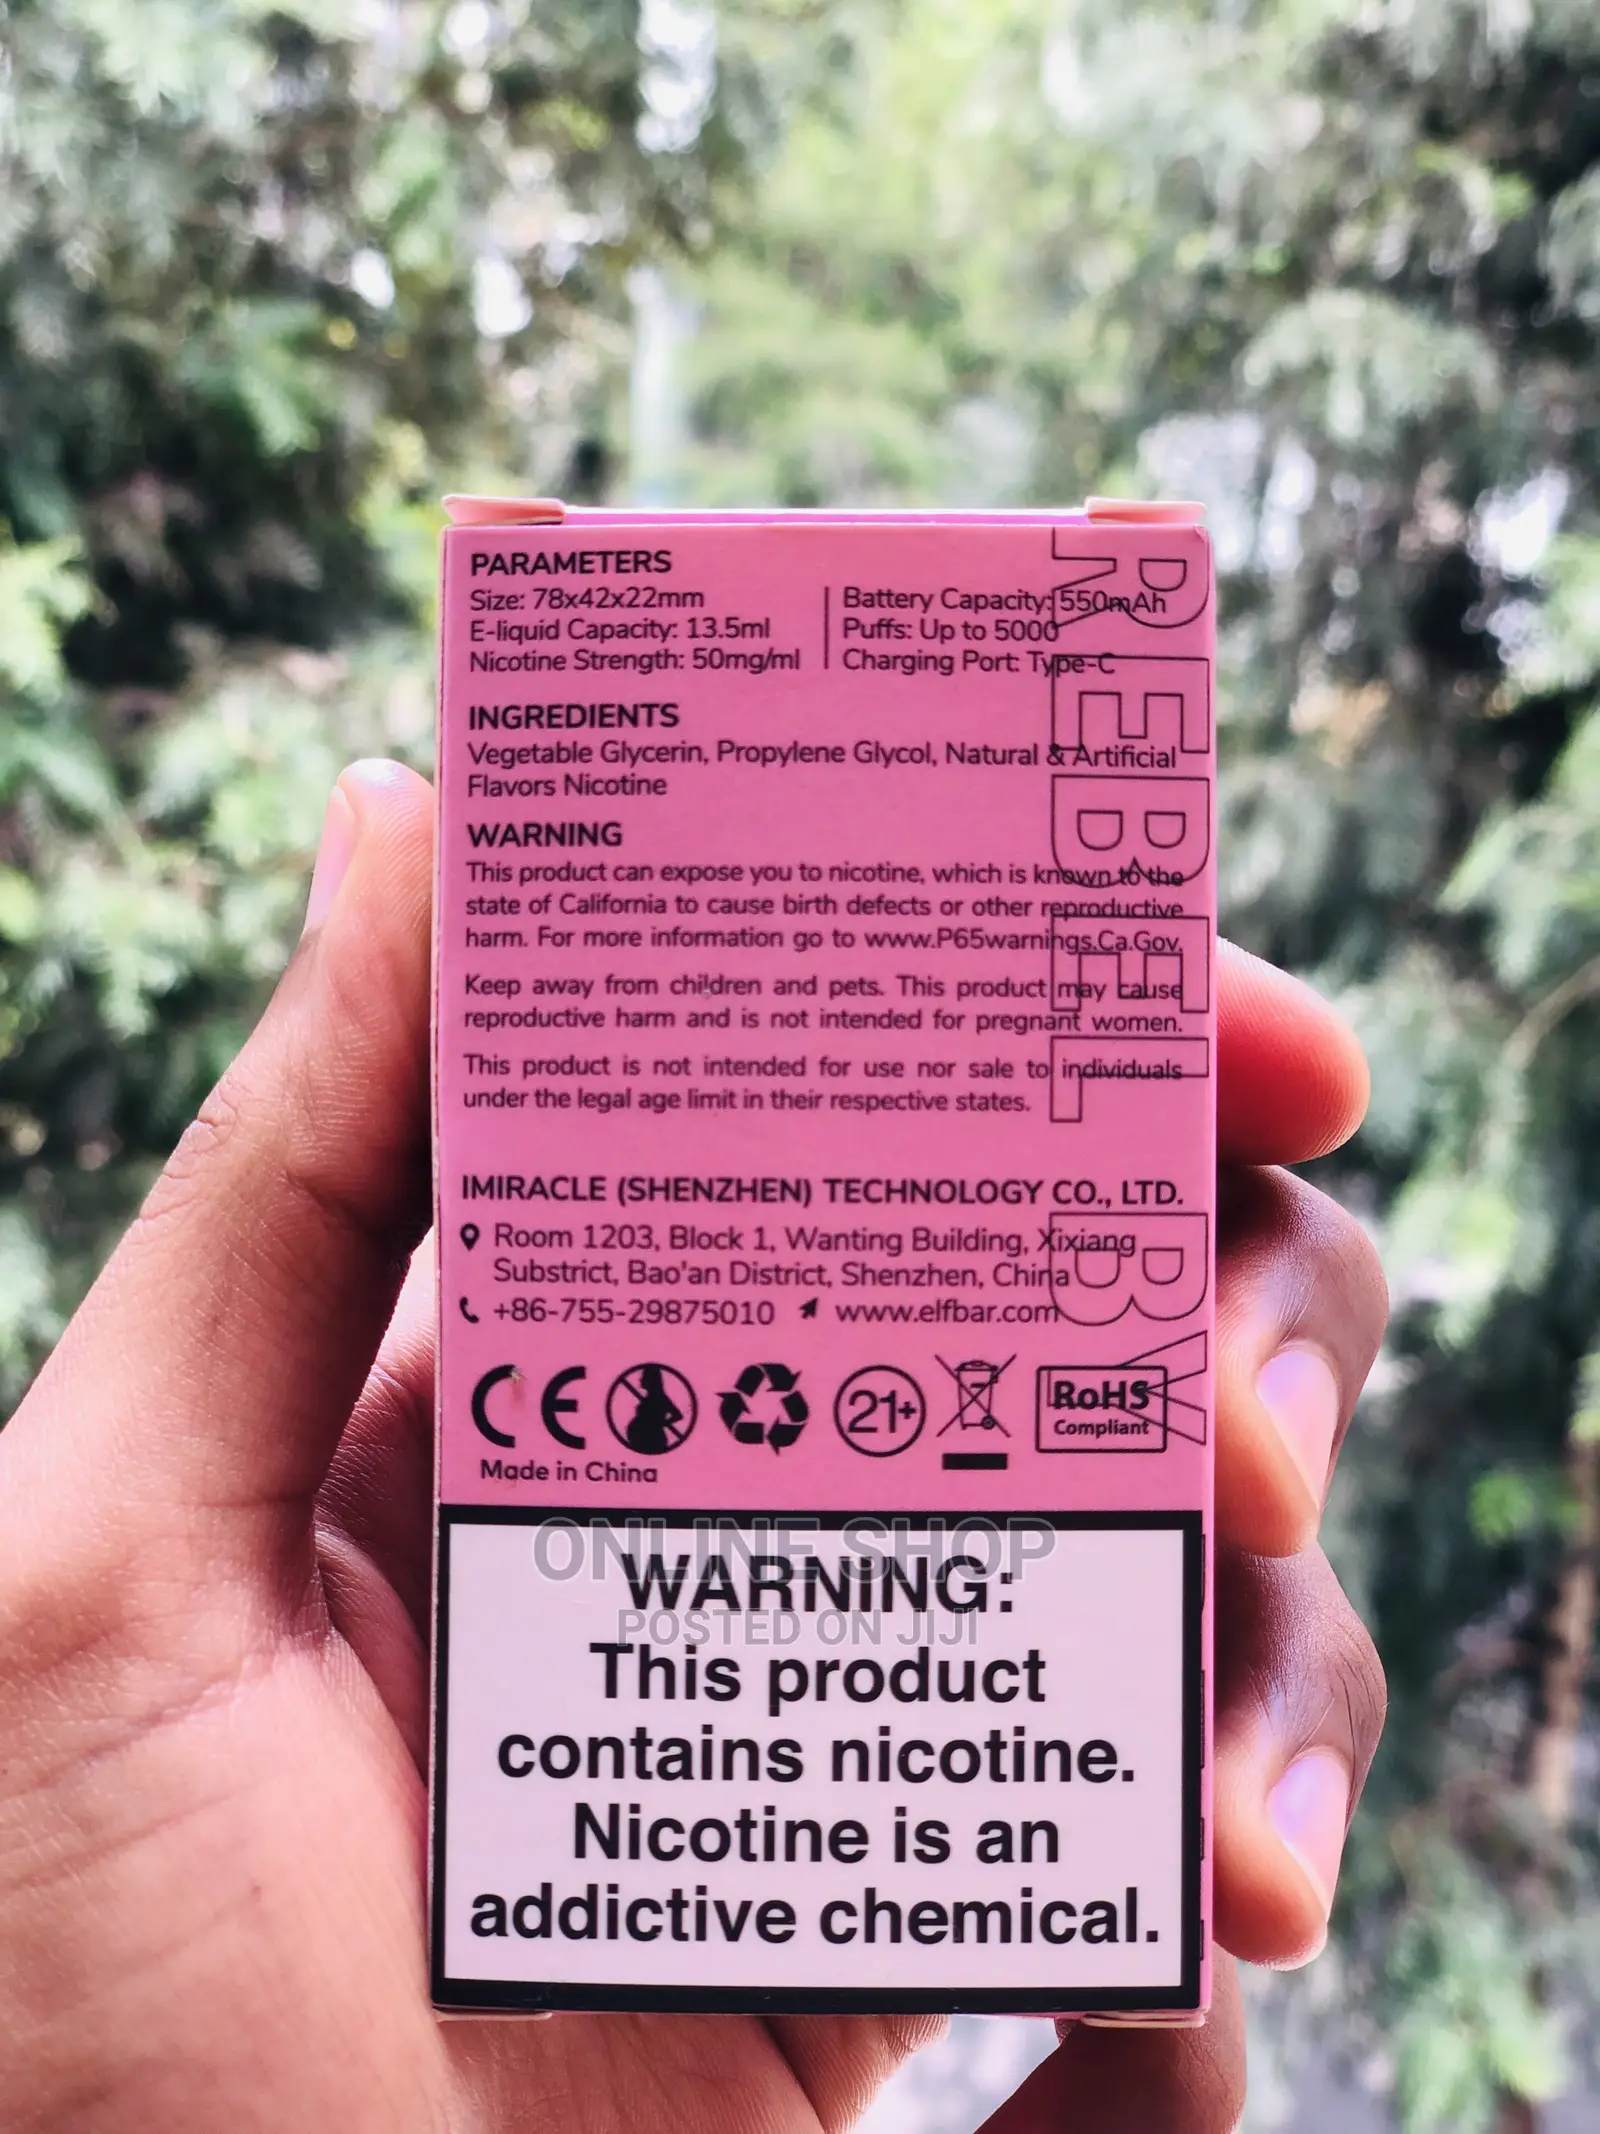 PARAMETERS
Size: 78x42x22mm
E-liquid Capacity: 13.5ml
Nicotine Strength: 50mg/ml
Battery Capacity: 550mAh
Puffs: Up to 5000
Charging Port: Type-C
INGREDIENTS
Vegetable Glycerin, Propylene Glycol, Natural & Artificial
Flavors Nicotine
WARNING
This product can expose you to nicotine, which is known to the
state of California to cause birth defects or other reproductive
harm. For more information go to www.P65warnings.Ca.Gov.
Keep away from children and pets. This product may cause
reproductive harm and is not intended for pregnant women.
This product is not intended for use nor sale to individuals
under the legal age limit in their respective states.
IMIRACLE (SHENZHEN) TECHNOLOGY CO., LTD.
Room 1203, Block 1, Wanting Building, Xixiang
Substrict, Bao'an District, Shenzhen, China
+86-755-29875010 www.elfbar.com
CE 21+ RoHS
Compliant
Made in China
REBEL BY
ONLINE SHOP
WARNING:
POSTED ON JIJI
This product
contains nicotine.
Nicotine is an
addictive chemical.